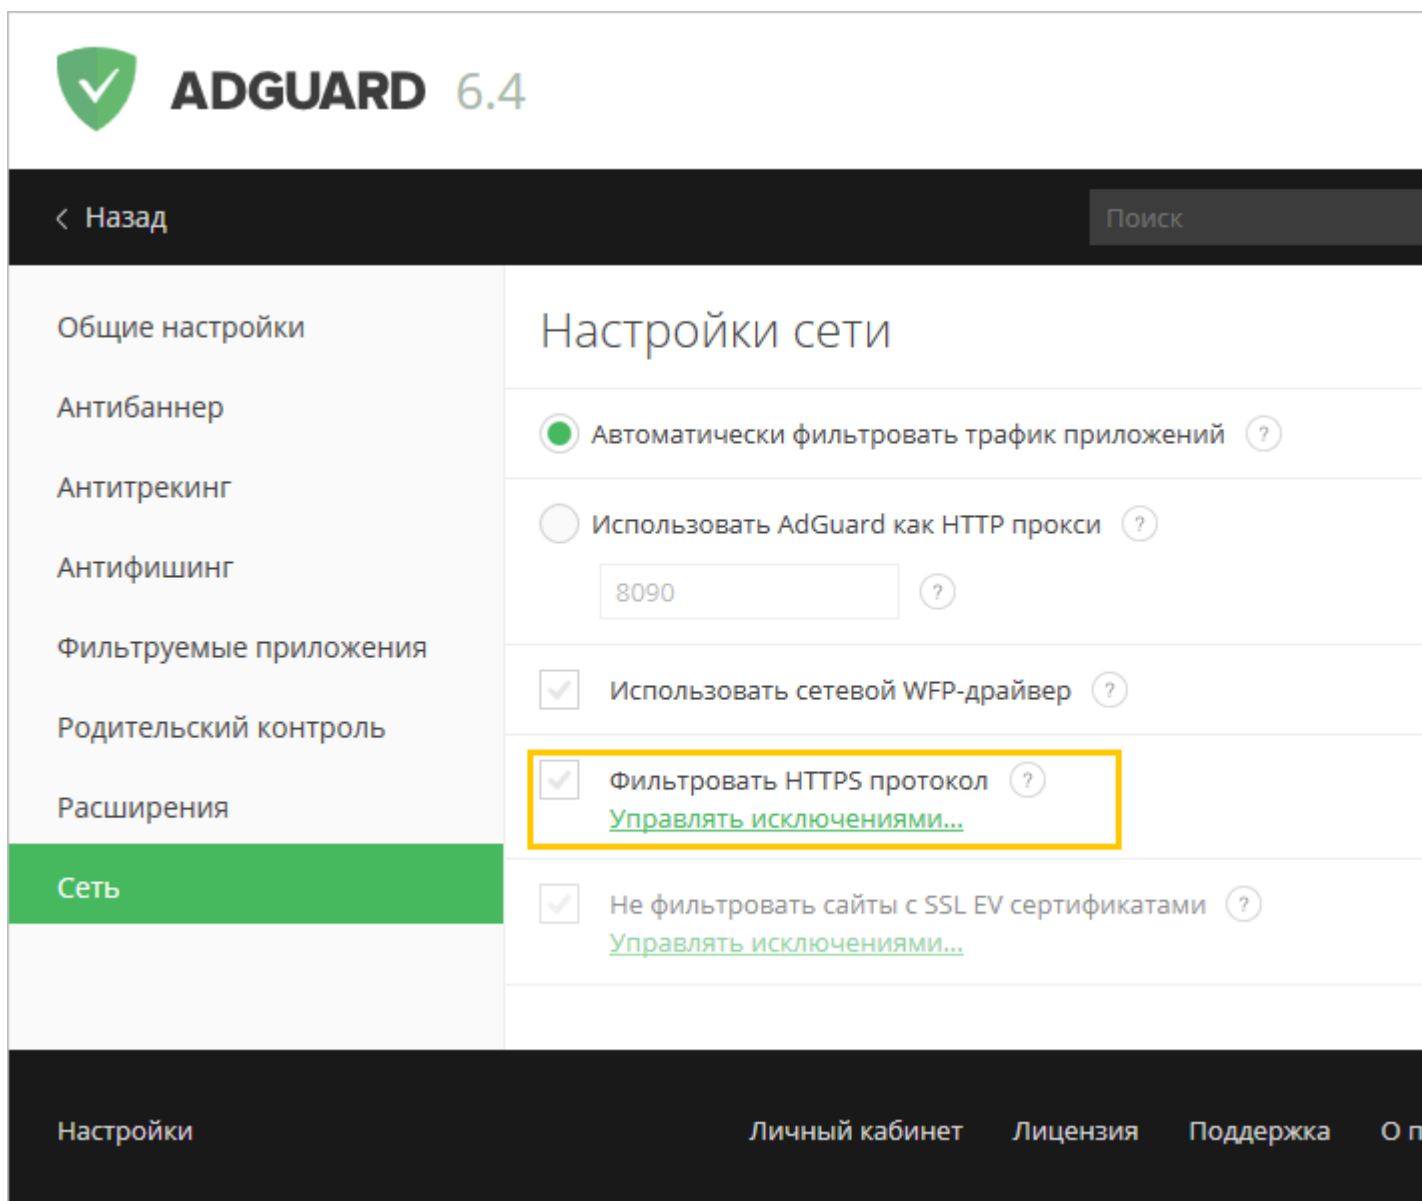 ADGUARD 6.4
Назад
Поиск
Общие настройки
Антибаннер
Антитрекинг
Антифишинг
Фильтруемые приложения
Родительский контроль
Расширения
Сеть
Настройки сети
Автоматически фильтровать трафик приложений ?
Использовать AdGuard как HTTP прокси ?
8090 ?
Использовать сетевой WFP-драйвер ?
Фильтровать HTTPS протокол ?
Управлять исключениями...
Не фильтровать сайты с SSL EV сертификатами ?
Управлять исключениями...
Настройки
Личный кабинет
Лицензия
Поддержка
О п